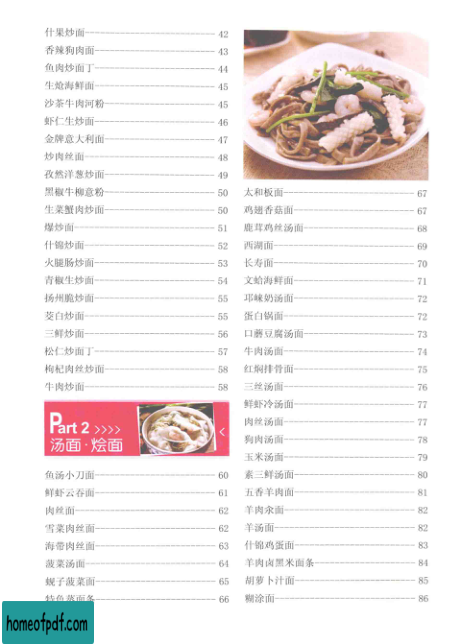 什果炒面 42
香辣狗肉面 43
鱼肉炒面丁 44
生烩海鲜面 45
沙茶牛肉河粉 45
虾仁生炒面 46
金牌意大利面 47
炒肉丝面 48
孜然洋葱炒面 49
黑椒牛柳意粉 50
生菜蟹肉炒面 50
爆炒面 51
什锦炒面 52
火腿肠炒面 53
青椒生炒面 54
扬州脆炒面 55
茭白炒面 55
三鲜炒面 56
松仁炒面丁 57
枸杞肉丝炒面 58
牛肉炒面 58
Part 2 >>>>
汤面·烩面
鱼汤小刀面 60
鲜虾云吞面 61
肉丝面 62
雪菜肉丝面 62
海带肉丝面 63
菠菜汤面 64
蚬子菠菜面 65
特色蒸面条 66
太和板面 67
鸡翅香菇面 67
鹿茸鸡丝汤面 68
西湖面 69
长寿面 70
文蛤海鲜面 71
邛崃奶汤面 72
蛋白锅面 72
口蘑豆腐汤面 73
牛肉汤面 74
红焖排骨面 75
三丝汤面 76
鲜虾冷汤面 77
肉丝汤面 77
狗肉汤面 78
玉米汤面 79
素三鲜汤面 80
五香羊肉面 81
羊肉汆面 82
羊汤面 82
什锦鸡蛋面 83
羊肉卤黑米面条 84
胡萝卜汁面 85
糊涂面 86
homeofpdf.com